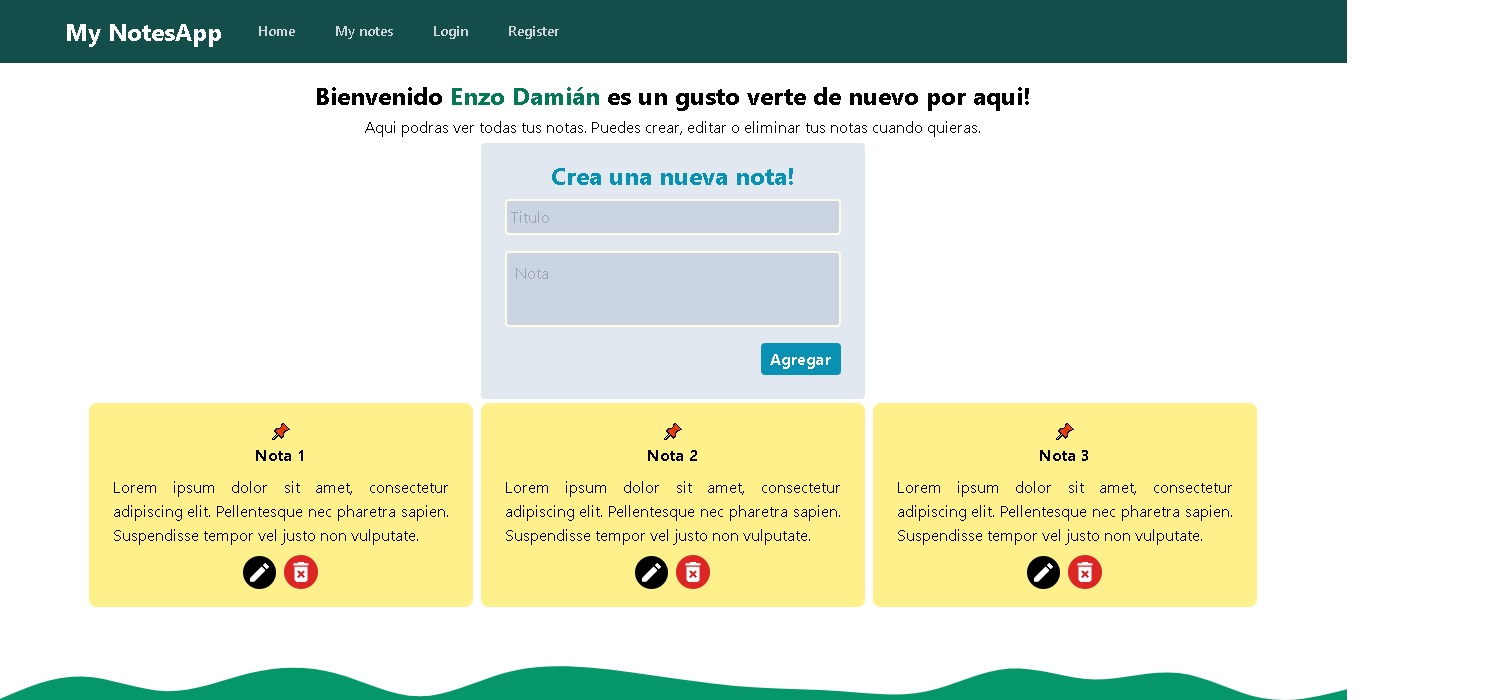 My NotesApp Home My notes Login Register
Bienvenido Enzo Damián es un gusto verte de nuevo por aqui!
Aqui podras ver todas tus notas. Puedes crear, editar o eliminar tus notas cuando quieras.
Crea una nueva nota!
Titulo
Nota
Agregar
Nota 1
Lorem ipsum dolor sit amet, consectetur
adipiscing elit. Pellentesque nec pharetra sapien.
Suspendisse tempor vel justo non vulputate.
Nota 2
Lorem ipsum dolor sit amet, consectetur
adipiscing elit. Pellentesque nec pharetra sapien.
Suspendisse tempor vel justo non vulputate.
Nota 3
Lorem ipsum dolor sit amet, consectetur
adipiscing elit. Pellentesque nec pharetra sapien.
Suspendisse tempor vel justo non vulputate.